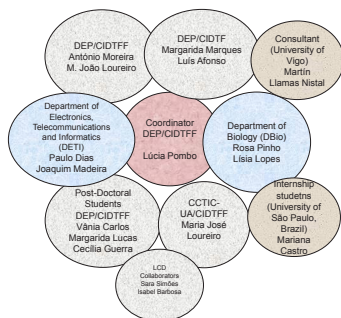 DEP/CIDTFF
António Moreira
M. João Loureiro
DEP/CIDTF
Margarida Marques
Luís Afonso
Consultant
(University of
Vigo)
Martín
Llamas Nistal
Department of
Electronics,
Telecommunications
and Informatics
(DETI)
Paulo Dias
Joaquim Madeira
Coordinator
DEP/CIDTFF
Lúcia Pombo
Department of
Biology (DBio)
Rosa Pinho
Lísia Lopes
Post-Doctoral
Students
DEP/CIDTFF
Vânia Carlos
Margarida Lucas
Cecília Guerra
CCTIC-
UA/CIDTFF
Maria José
Loureiro
Internship
studetns
(University of
São Paulo,
Brazil)
Mariana
Castro
LCD
Collaborators
Sara Simões
Isabel Barbosa